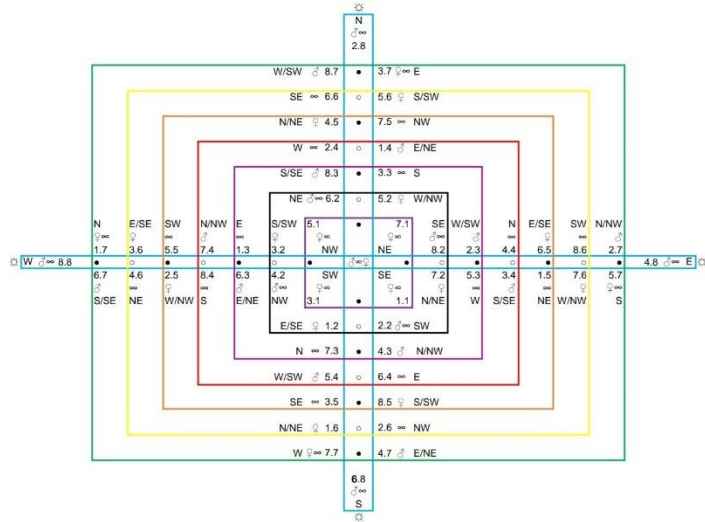 ☼
N
♂∞
2.8
W/SW ♂ 8.7 ● 3.7 ♀∞ E
SE ∞ 6.6 ○ 5.6 ♀ S/SW
N/NE ♀ 4.5 ● 7.5 ∞ NW
W ∞ 2.4 ○ 1.4 ♂ E/NE
S/SE ♂ 8.3 ● 3.3 ∞ S
NE ♂∞ 6.2 ○ 5.2 ♀ W/NW
N E/SE SW N/NW E S/SW 5.1 ● 7.1 SE W/SW N E/SE SW N/NW
♀∞ ♀ ∞ ♂ ∞ ♀ ♀∞ ♀∞ ♂∞ ♂ ∞ ♀ ∞ ♂
1.7 3.6 5.5 7.4 1.3 3.2 NW NE 8.2 2.3 4.4 6.5 8.6 2.7
☼ W ♂∞ 8.8 ● ○ ● ○ ● ○ ● ♂∞♀ ● ○ ● ○ ● ○ ● 4.8 ♂∞ E ☼
6.7 4.6 2.5 8.4 6.3 4.2 SW SE 7.2 5.3 3.4 1.5 7.6 5.7
♂ ∞ ♀ ∞ ♂ ♂∞ ♀∞ ♀∞ ♀ ∞ ♂ ∞ ♀ ♀∞
S/SE NE W/NW S E/NE NW 3.1 ● 1.1 N/NE W S/SE NE W/NW S
E/SE ♀ 1.2 ○ 2.2 ♂∞ SW
N ∞ 7.3 ● 4.3 ♂ N/NW
W/SW ♂ 5.4 ○ 6.4 ∞ E
SE ∞ 3.5 ● 8.5 ♀ S/SW
N/NE ♀ 1.6 ○ 2.6 ∞ NW
W ♀∞ 7.7 ● 4.7 ♂ E/NE
6.8
♂∞
S
☼